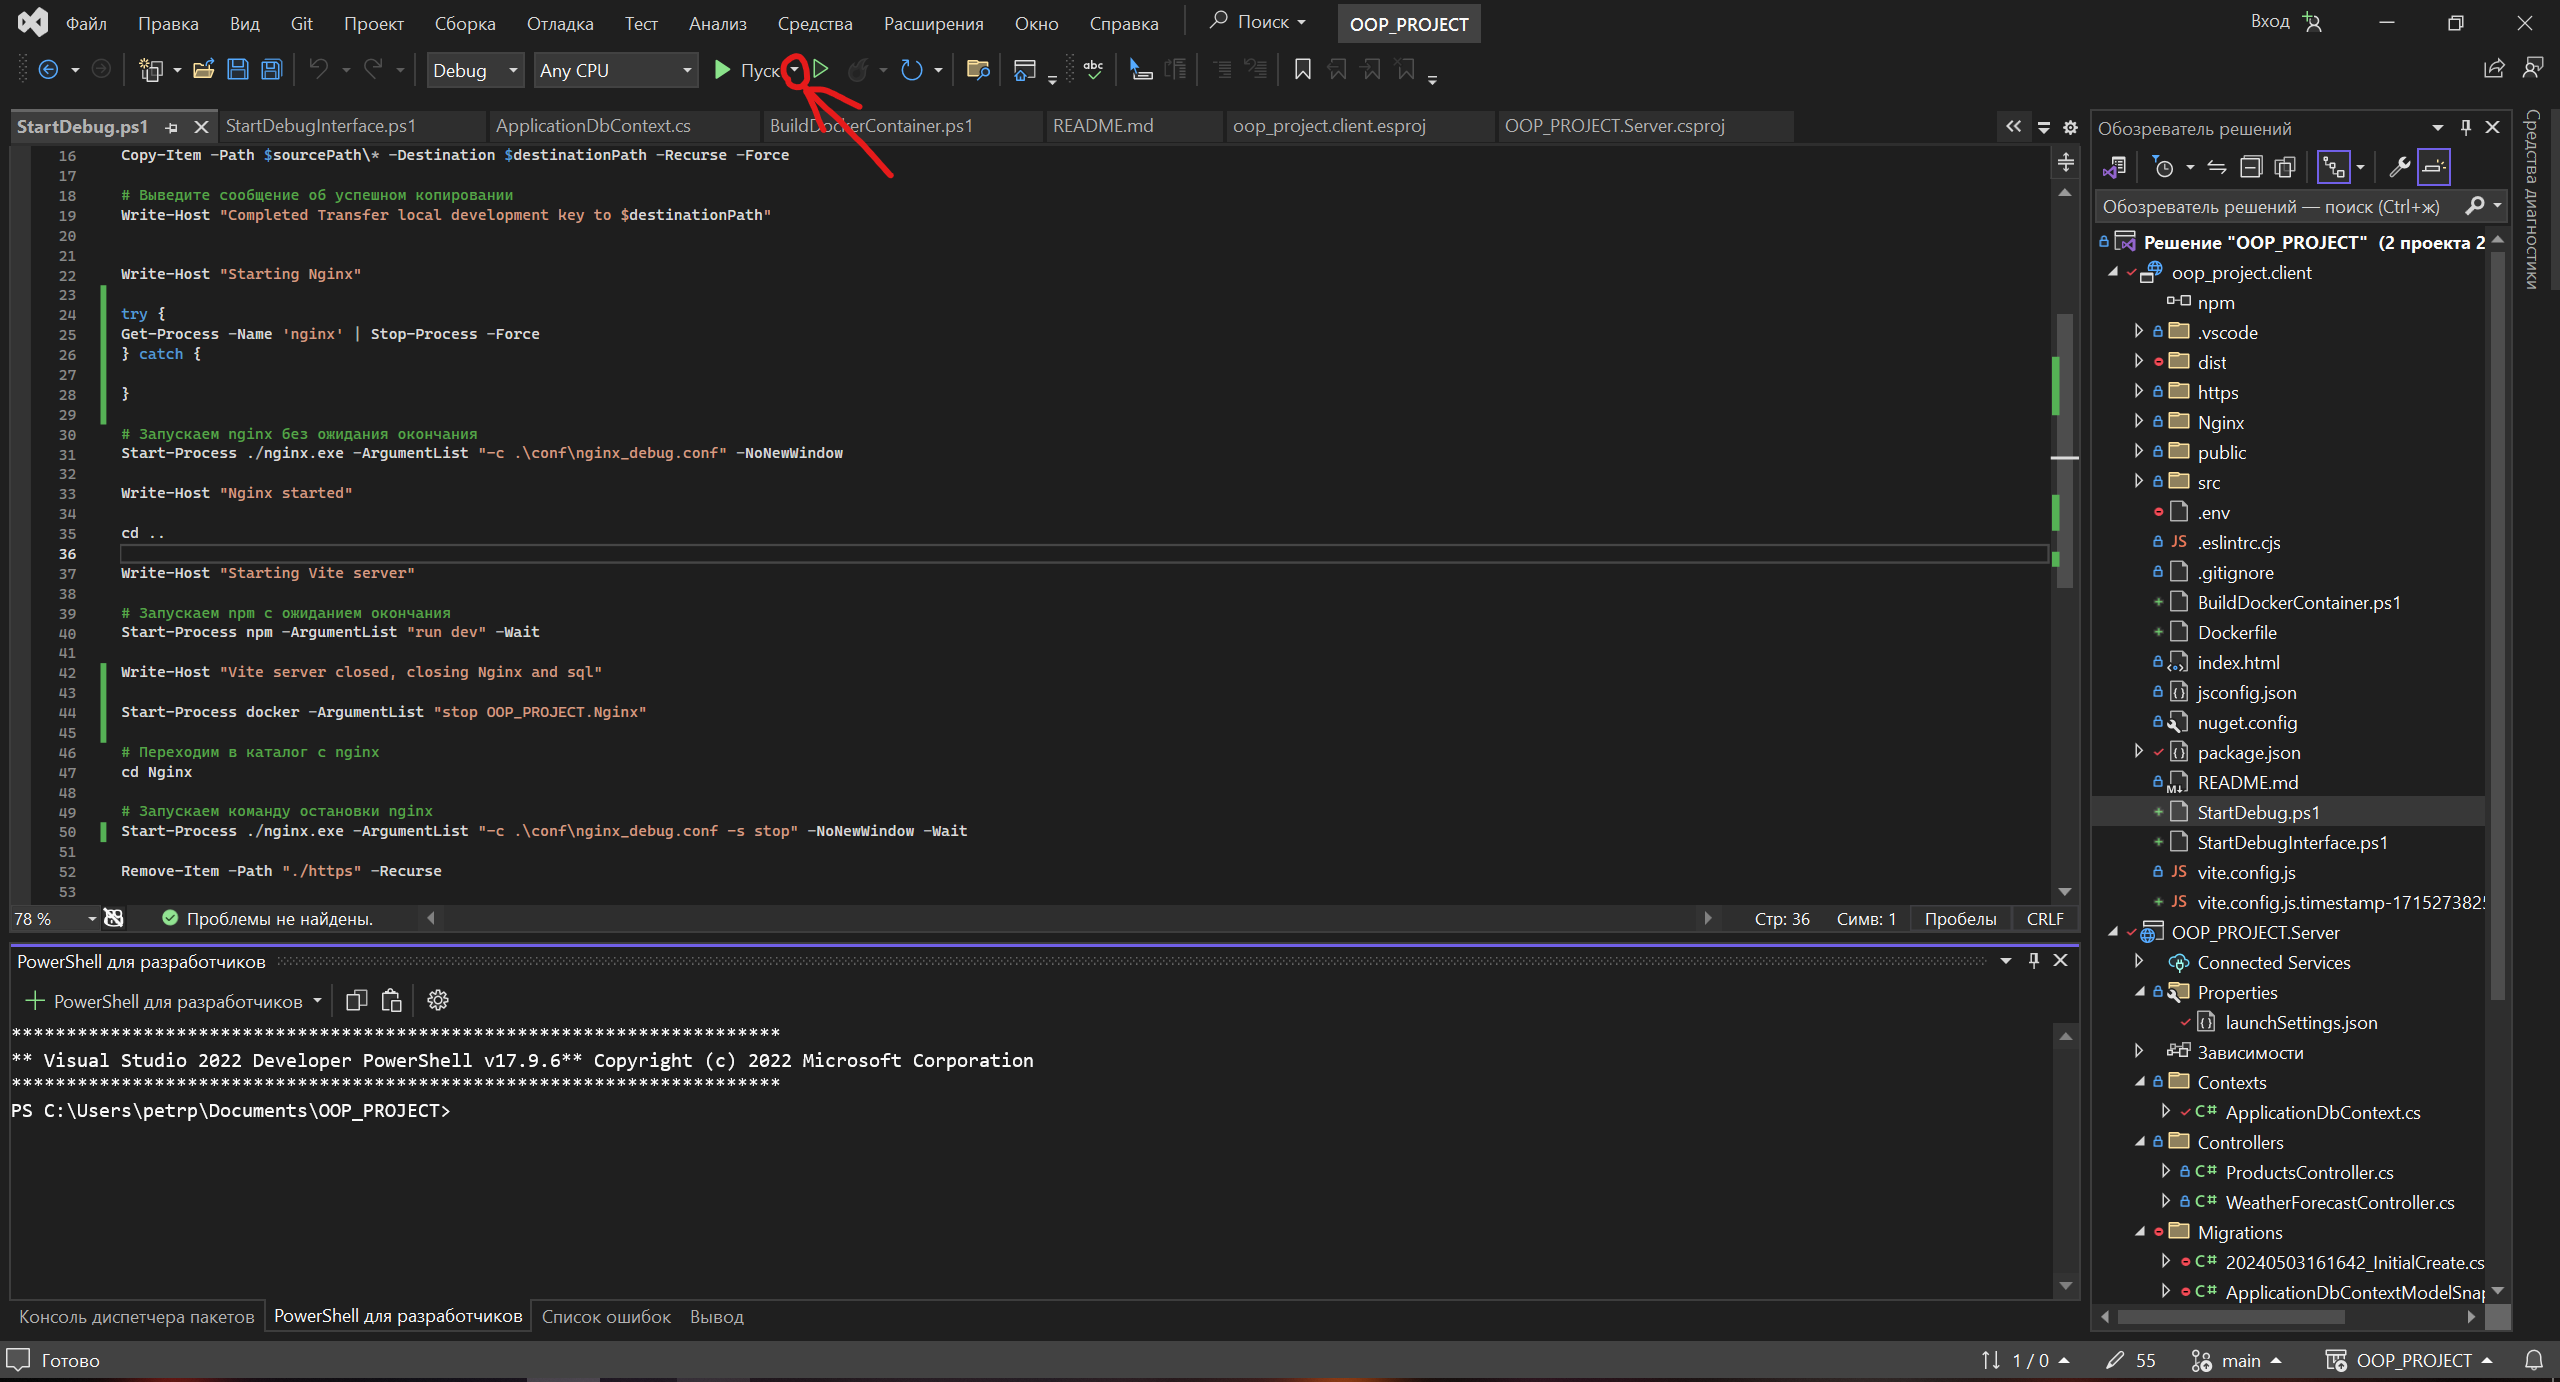 Файл Правка Вид Git Проект Сборка Отладка Тест Анализ Средства Расширения Окно Справка Поиск OOP_PROJECT Вход
Debug Any CPU Пуск abc
StartDebug.ps1 StartDebugInterface.ps1 ApplicationDbContext.cs BuildDockerContainer.ps1 README.md oop_project.client.esproj OOP_PROJECT.Server.csproj
16 Copy-Item -Path $sourcePath\* -Destination $destinationPath -Recurse -Force
17
18 # Выведите сообщение об успешном копировании
19 Write-Host "Completed Transfer local development key to $destinationPath"
20
21
22 Write-Host "Starting Nginx"
23
24 try {
25 Get-Process -Name 'nginx' | Stop-Process -Force
26 } catch {
27
28 }
29
30 # Запускаем nginx без ожидания окончания
31 Start-Process ./nginx.exe -ArgumentList "-c .\conf\nginx_debug.conf" -NoNewWindow
32
33 Write-Host "Nginx started"
34
35 cd ..
36
37 Write-Host "Starting Vite server"
38
39 # Запускаем npm с ожиданием окончания
40 Start-Process npm -ArgumentList "run dev" -Wait
41
42 Write-Host "Vite server closed, closing Nginx and sql"
43
44 Start-Process docker -ArgumentList "stop OOP_PROJECT.Nginx"
45
46 # Переходим в каталог с nginx
47 cd Nginx
48
49 # Запускаем команду остановки nginx
50 Start-Process ./nginx.exe -ArgumentList "-c .\conf\nginx_debug.conf -s stop" -NoNewWindow -Wait
51
52 Remove-Item -Path "./https" -Recurse
53
78 % Проблемы не найдены. Стр: 36 Симв: 1 Пробелы CRLF
PowerShell для разработчиков
PowerShell для разработчиков
**********************************************************************
** Visual Studio 2022 Developer PowerShell v17.9.6** Copyright (c) 2022 Microsoft Corporation
**********************************************************************
PS C:\Users\petrp\Documents\OOP_PROJECT>
Консоль диспетчера пакетов PowerShell для разработчиков Список ошибок Вывод
Обозреватель решений
Обозреватель решений — поиск (Ctrl+ж)
Решение "OOP_PROJECT" (2 проекта 2
oop_project.client
npm
.vscode
dist
https
Nginx
public
src
.env
JS .eslintrc.cjs
.gitignore
BuildDockerContainer.ps1
Dockerfile
index.html
jsconfig.json
nuget.config
package.json
README.md
StartDebug.ps1
StartDebugInterface.ps1
JS vite.config.js
JS vite.config.js.timestamp-171527382
OOP_PROJECT.Server
Connected Services
Properties
launchSettings.json
Зависимости
Contexts
C# ApplicationDbContext.cs
Controllers
C# ProductsController.cs
C# WeatherForecastController.cs
Migrations
C# 20240503161642_InitialCreate.cs
C# ApplicationDbContextModelSnap
Средства диагностики
Готово 1 / 0 55 main OOP_PROJECT